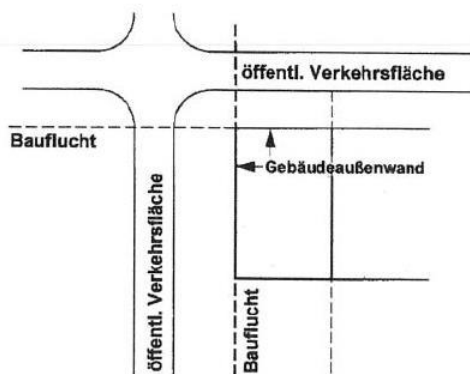 öffentl. Verkehrsfläche
Bauflucht
Gebäudeaußenwand
öffentl. Verkehrsfläche
Bauflucht